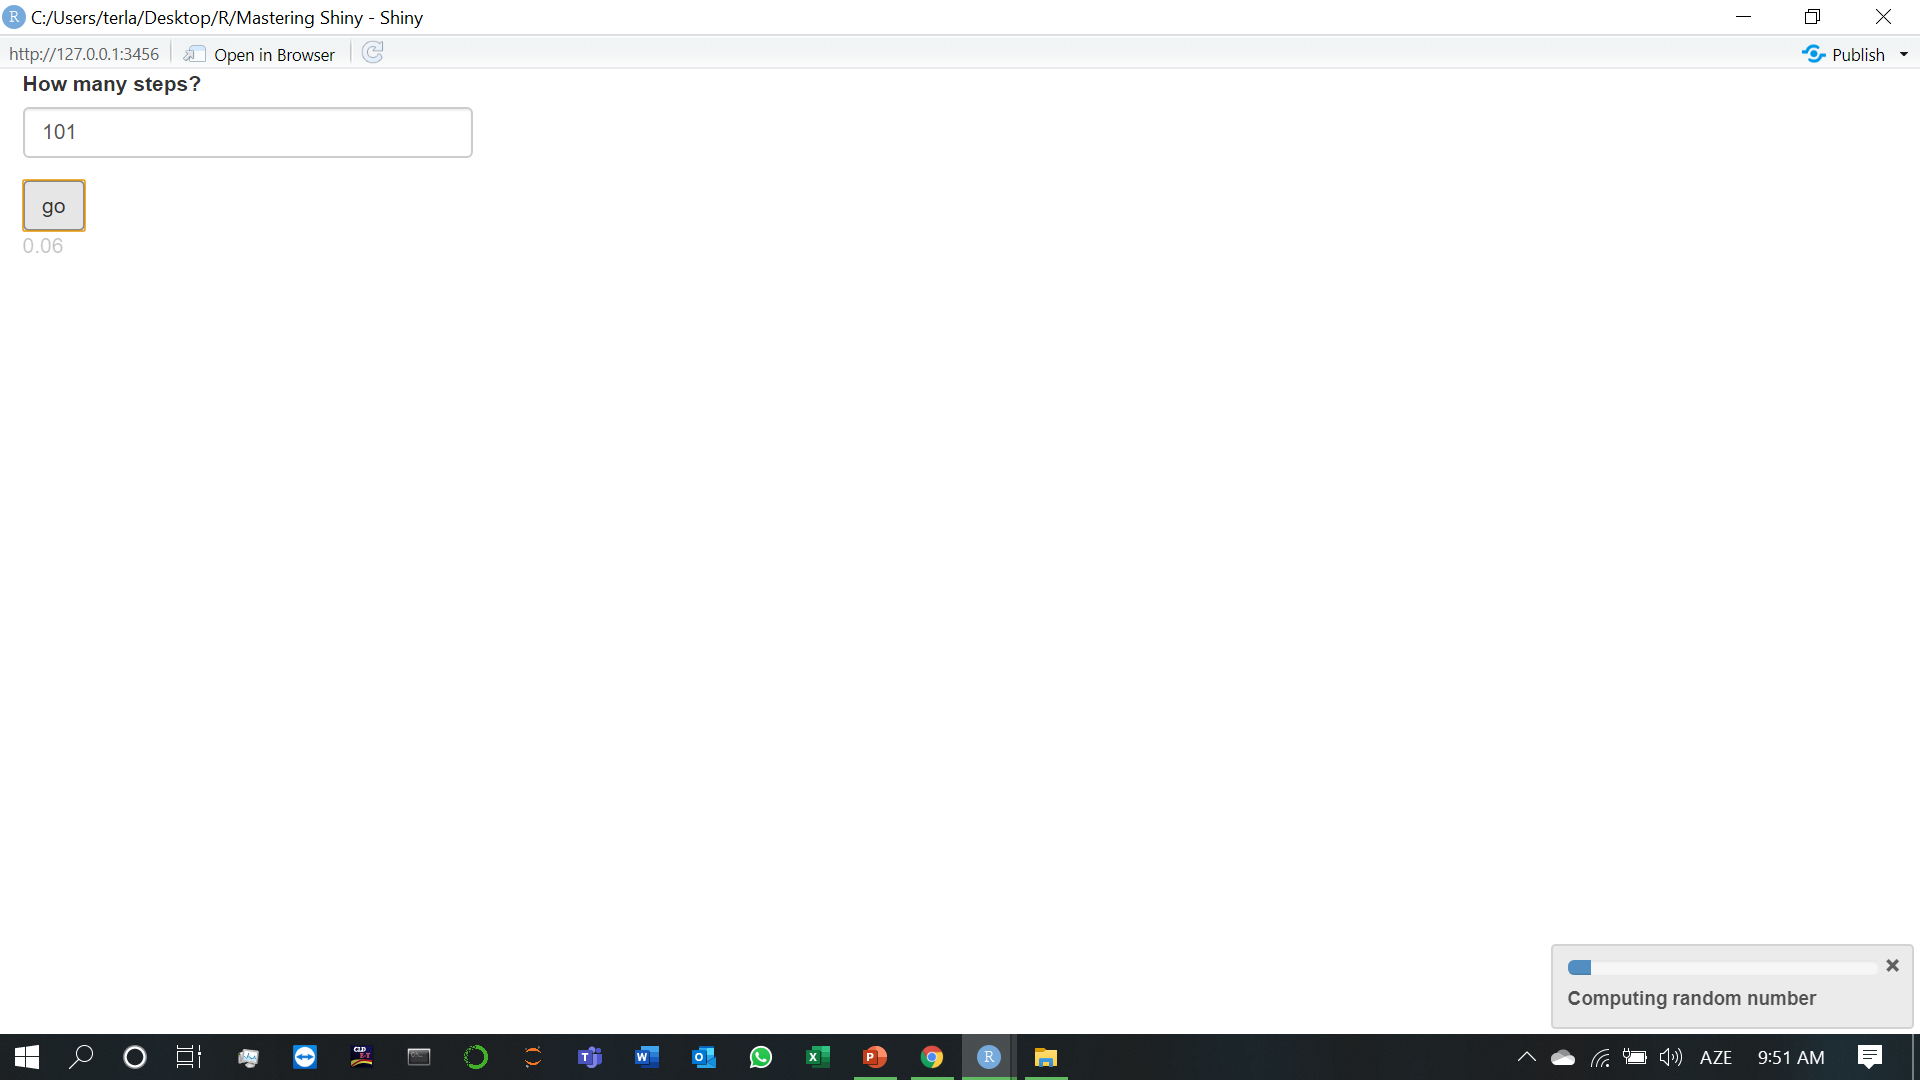 R C:/Users/terla/Desktop/R/Mastering Shiny - Shiny
http://127.0.0.1:3456 Open in Browser Publish
How many steps?
101
go
0.06
Computing random number
CLD
E-T
T W O X P R
AZE 9:51 AM